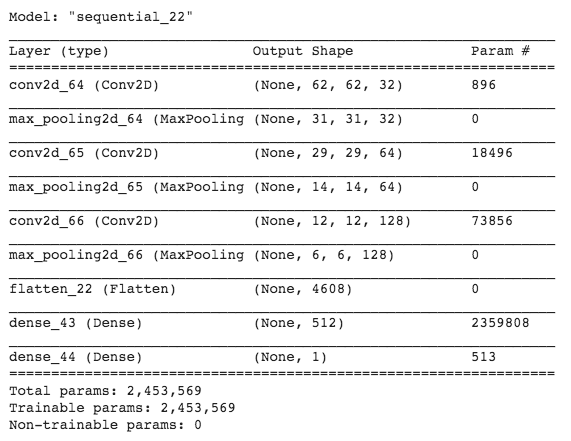 Model: "sequential_22"
Layer (type) Output Shape Param #
conv2d_64 (Conv2D) (None, 62, 62, 32) 896
max_pooling2d_64 (MaxPooling (None, 31, 31, 32) 0
conv2d_65 (Conv2D) (None, 29, 29, 64) 18496
max_pooling2d_65 (MaxPooling (None, 14, 14, 64) 0
conv2d_66 (Conv2D) (None, 12, 12, 128) 73856
max_pooling2d_66 (MaxPooling (None, 6, 6, 128) 0
flatten_22 (Flatten) (None, 4608) 0
dense_43 (Dense) (None, 512) 2359808
dense_44 (Dense) (None, 1) 513
Total params: 2,453,569
Trainable params: 2,453,569
Non-trainable params: 0